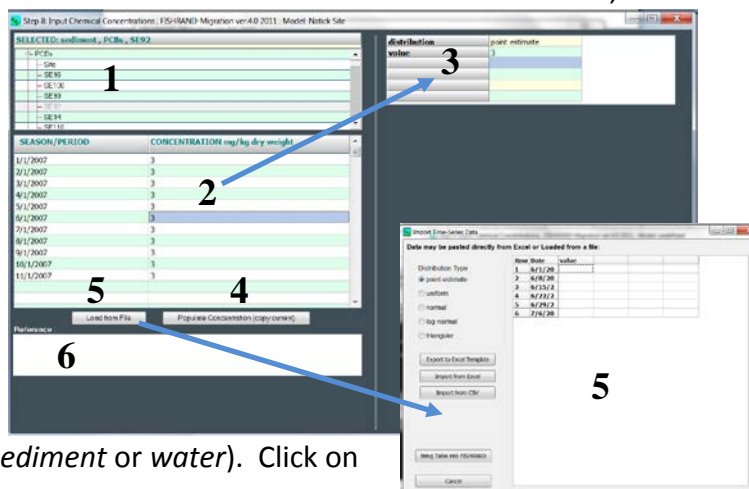 Step 8: Input Chemical Concentrations , FISHRAND-Migration ver.4.0 2011 , Model: Natick Site
SELECTED: sediment , PCBs , SE92
PCBs
Site
SE16
SE100
SE93
SE94
SE110
1
distribution point estimate
value 3
3
SEASON/PERIOD CONCENTRATION mg/kg dry weight
1/1/2007 3
2/1/2007 3
3/1/2007 3
4/1/2007 3
5/1/2007 3
6/1/2007 3
7/1/2007 3
8/1/2007 3
9/1/2007 3
10/1/2007 3
11/1/2007 3
2
5 4
Load from File Populate Concentration (copy current)
Reference
6
Import Time-Series Data
Data may be pasted directly from Excel or Loaded from a file:
Row Date value
1 6/1/20
2 6/8/20
3 6/15/2
4 6/22/2
5 6/29/2
6 7/6/20
Distribution Type
point estimate
uniform
normal
log normal
triangular
Export to Excel Template
Import from Excel
Import from CSV
5
Bring Table into FISHRAND
Cancel
ediment or water). Click on